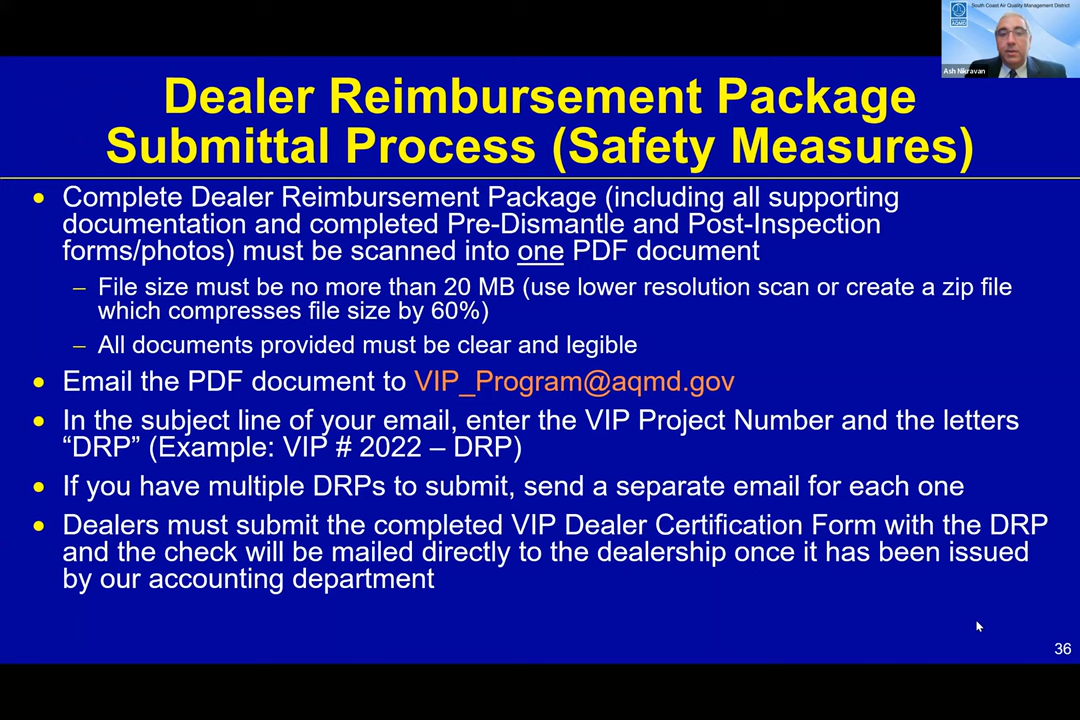 South Coast Air Quality Management District
AQMD
Ash Nikravan
Dealer Reimbursement Package
Submittal Process (Safety Measures)
• Complete Dealer Reimbursement Package (including all supporting
documentation and completed Pre-Dismantle and Post-Inspection
forms/photos) must be scanned into one PDF document
– File size must be no more than 20 MB (use lower resolution scan or create a zip file
which compresses file size by 60%)
– All documents provided must be clear and legible
• Email the PDF document to VIP_Program@aqmd.gov
• In the subject line of your email, enter the VIP Project Number and the letters
“DRP” (Example: VIP # 2022 – DRP)
• If you have multiple DRPs to submit, send a separate email for each one
• Dealers must submit the completed VIP Dealer Certification Form with the DRP
and the check will be mailed directly to the dealership once it has been issued
by our accounting department
36